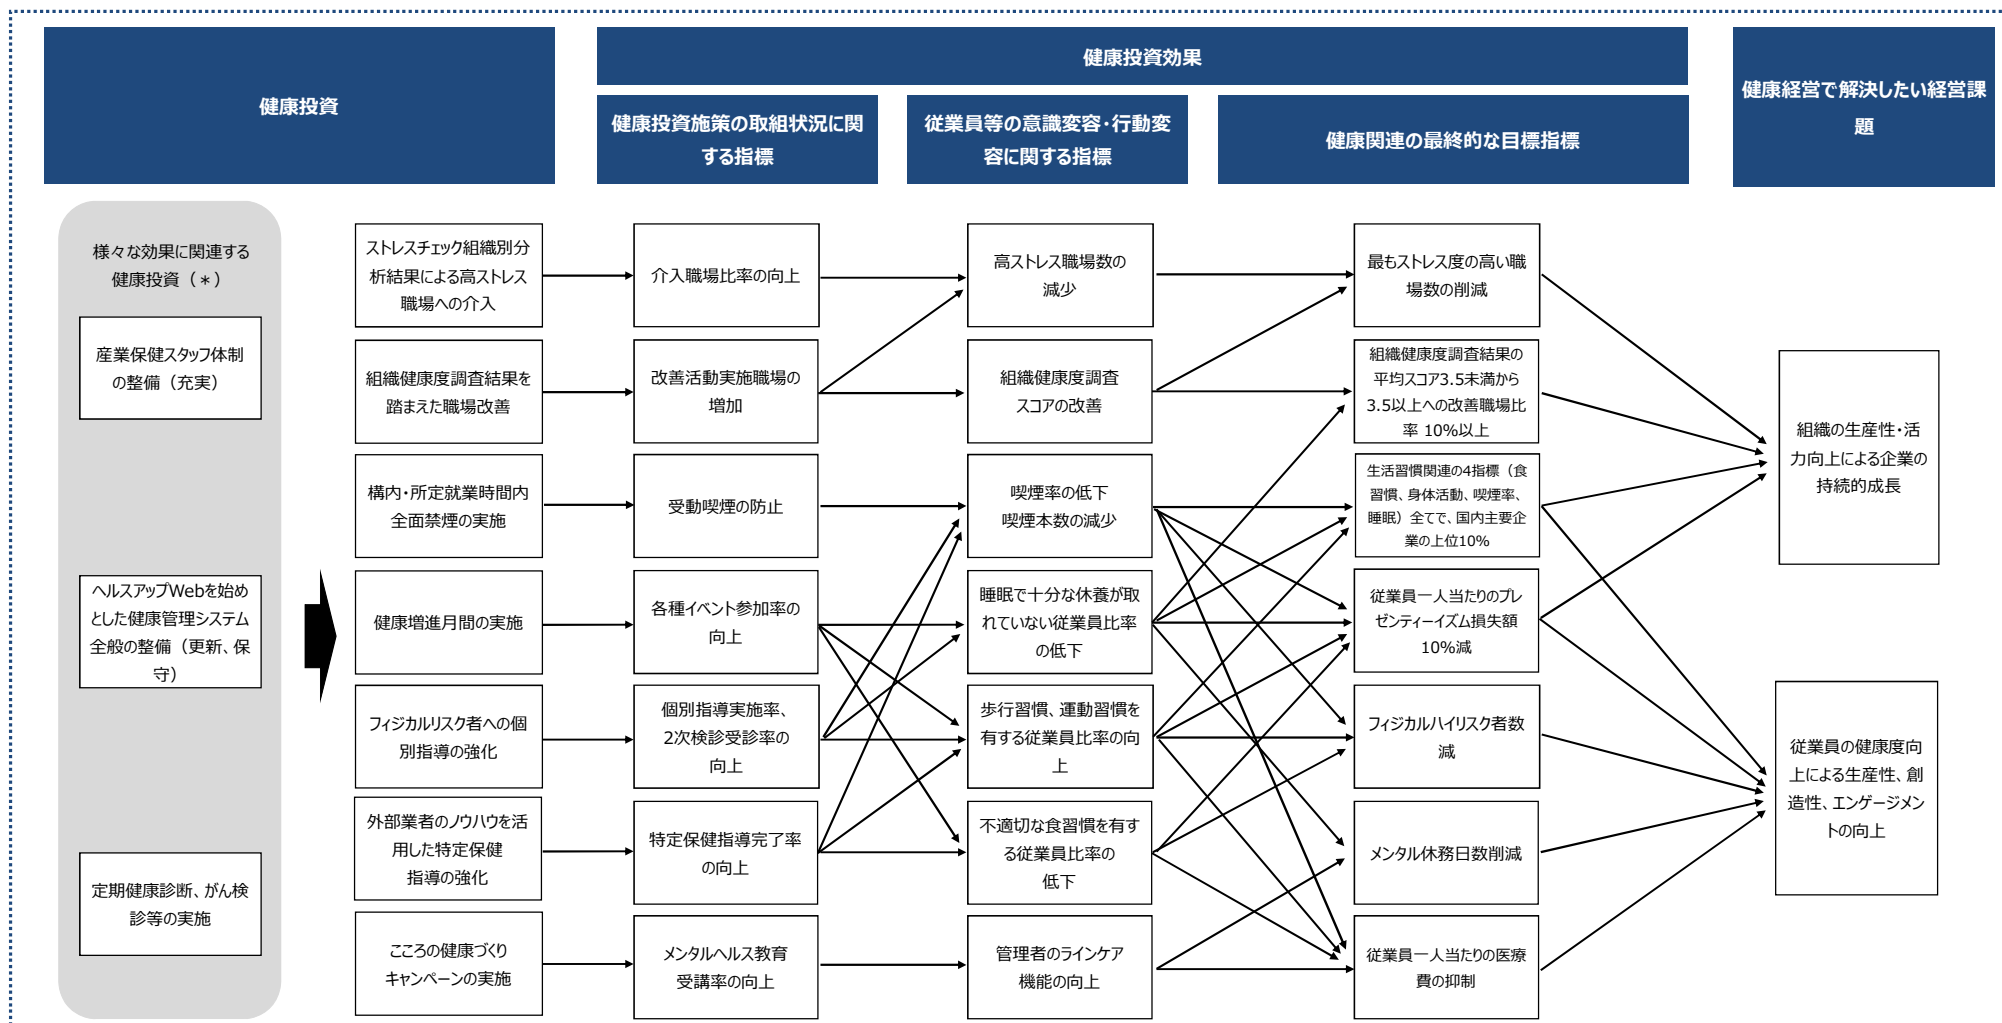 健康投資
健康投資効果
健康経営で解決したい経営課
題
健康投資施策の取組状況に関
する指標
従業員等の意識変容・行動変
容に関する指標
健康関連の最終的な目標指標
様々な効果に関連する
健康投資（＊）
産業保健スタッフ体制
の整備（充実）
ヘルスアップWebを始め
とした健康管理システム
全般の整備（更新、保
守）
定期健康診断、がん検
診等の実施
ストレスチェック組織別分
析結果による高ストレス
職場への介入
組織健康度調査結果を
踏まえた職場改善
構内・所定就業時間内
全面禁煙の実施
健康増進月間の実施
フィジカルリスク者への個
別指導の強化
外部業者のノウハウを活
用した特定保健
指導の強化
こころの健康づくり
キャンペーンの実施
介入職場比率の向上
改善活動実施職場の
増加
受動喫煙の防止
各種イベント参加率の
向上
個別指導実施率、
2次検診受診率の
向上
特定保健指導完了率
の向上
メンタルヘルス教育
受講率の向上
高ストレス職場数の
減少
組織健康度調査
スコアの改善
喫煙率の低下
喫煙本数の減少
睡眠で十分な休養が取
れていない従業員比率
の低下
歩行習慣、運動習慣を
有する従業員比率の向
上
不適切な食習慣を有す
る従業員比率の
低下
管理者のラインケア
機能の向上
最もストレス度の高い職
場数の削減
組織健康度調査結果の
平均スコア3.5未満から
3.5以上への改善職場比
率 10%以上
生活習慣関連の4指標（食
習慣、身体活動、喫煙率、
睡眠）全てで、国内主要企
業の上位10%
従業員一人当たりのプレ
ゼンティーイズム損失額
10%減
フィジカルハイリスク者数
減
メンタル休務日数削減
従業員一人当たりの医療
費の抑制
組織の生産性・活
力向上による企業の
持続的成長
従業員の健康度向
上による生産性、創
造性、エンゲージメン
トの向上